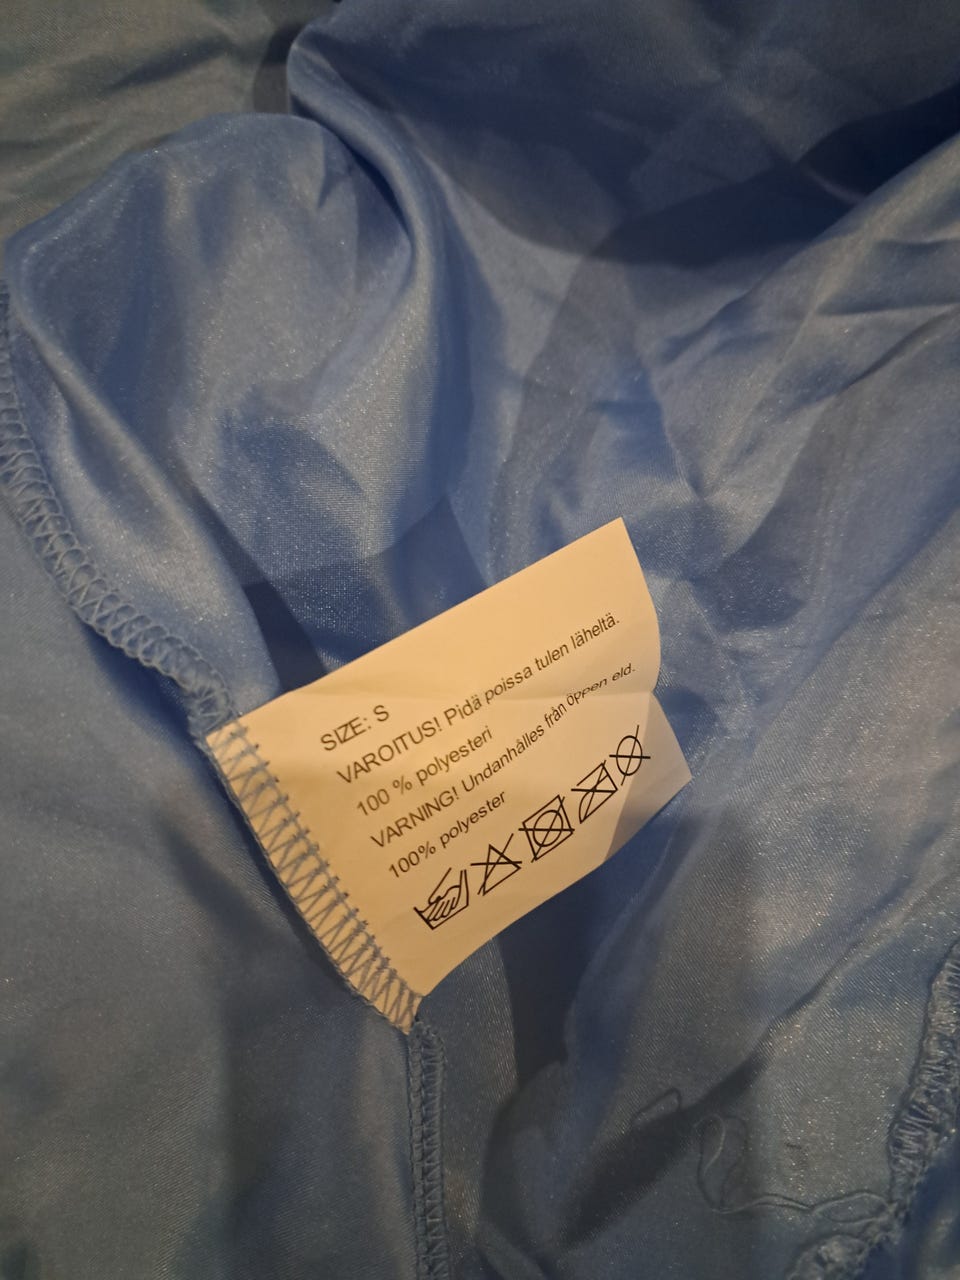 SIZE: S
VAROITUS! Pidä poissa tulen läheltä.
100 % polyesteri
VARNING! Undanhålles från öppen eld.
100% polyester